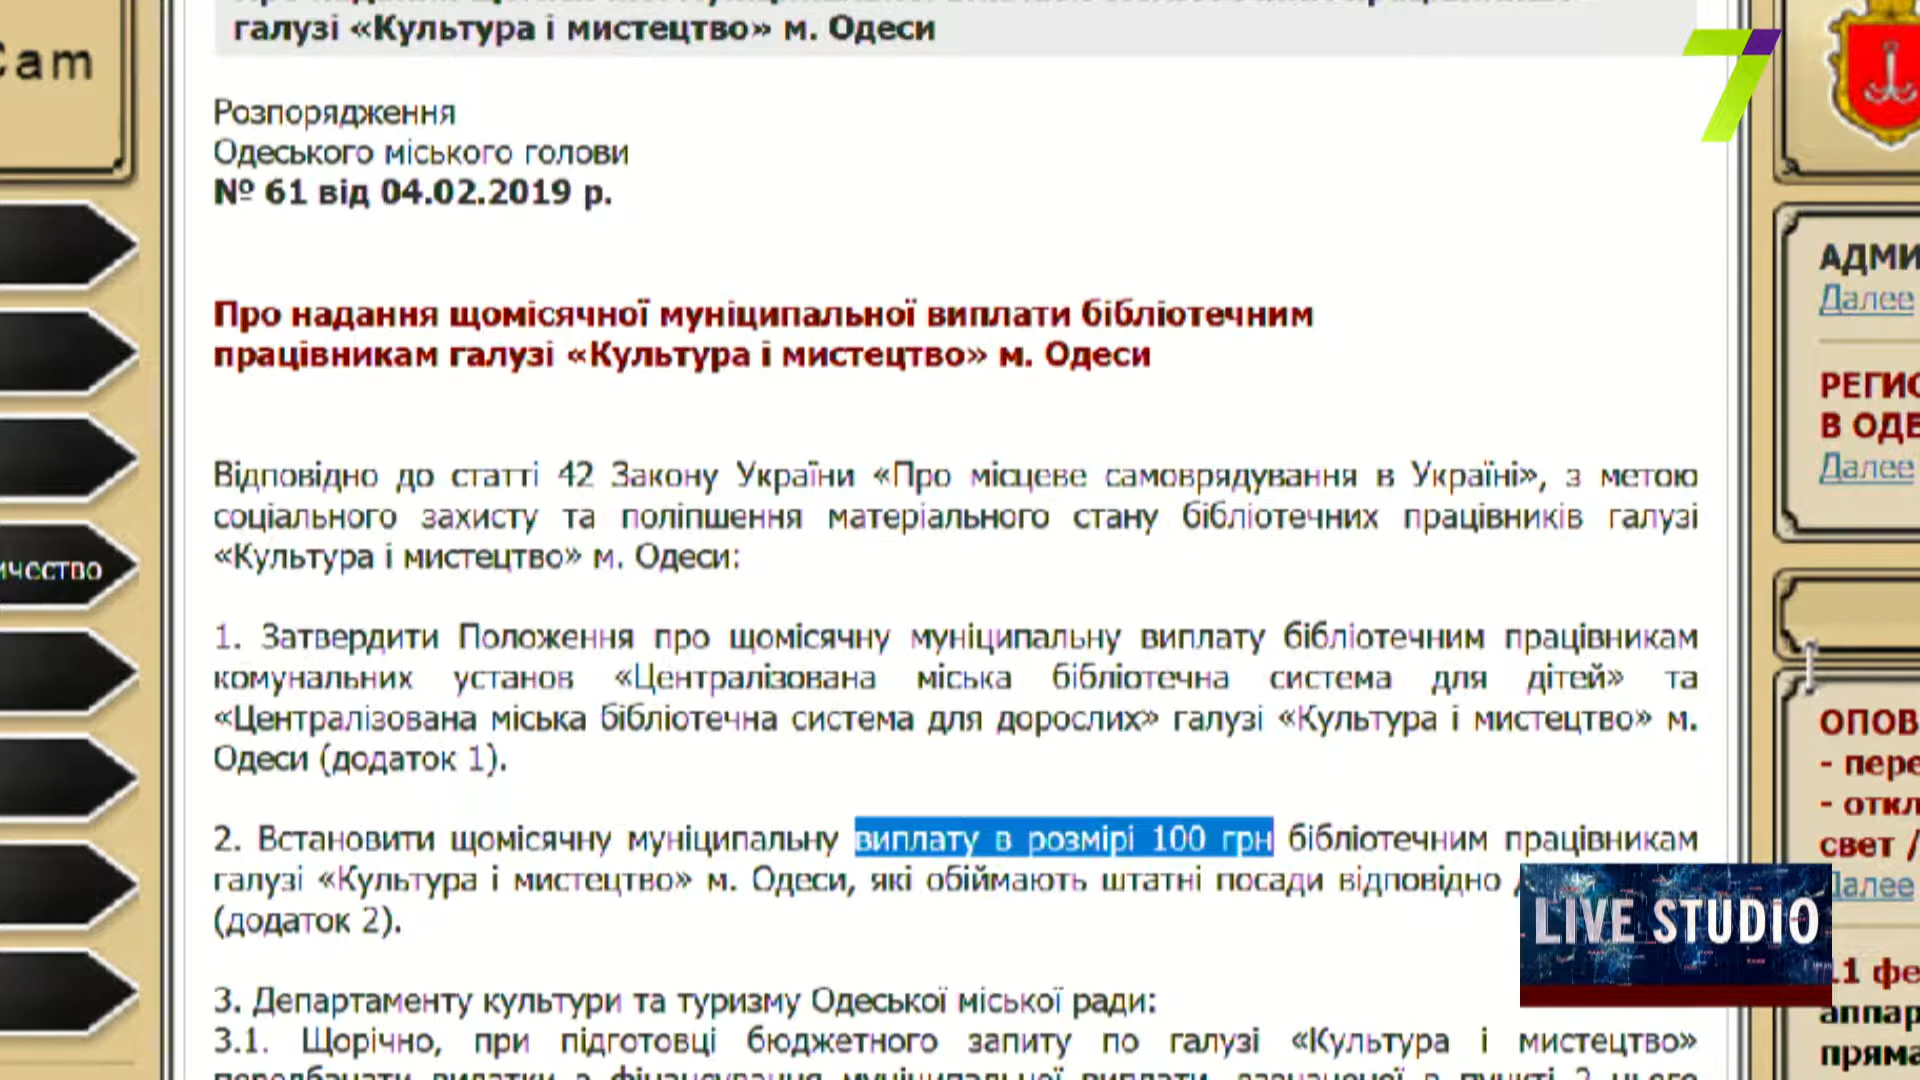 галузі «Культура і мистецтво» м. Одеси
Cam
7
Розпорядження
Одеського міського голови
№ 61 від 04.02.2019 р.
Про надання щомісячної муніципальної виплати бібліотечним
працівникам галузі «Культура і мистецтво» м. Одеси
Відповідно до статті 42 Закону України «Про місцеве самоврядування в Україні», з метою
соціального захисту та поліпшення матеріального стану бібліотечних працівників галузі
«Культура і мистецтво» м. Одеси:
1. Затвердити Положення про щомісячну муніципальну виплату бібліотечним працівникам
комунальних установ «Централізована міська бібліотечна система для дітей» та
«Централізована міська бібліотечна система для дорослих» галузі «Культура і мистецтво» м.
Одеси (додаток 1).
2. Встановити щомісячну муніципальну виплату в розмірі 100 грн бібліотечним працівникам
галузі «Культура і мистецтво» м. Одеси, які обіймають штатні посади відповідно
(додаток 2).
3. Департаменту культури та туризму Одеської міської ради:
3.1. Щорічно, при підготовці бюджетного запиту по галузі «Культура і мистецтво»
ичество
АДМИ
Далее
РЕГИС
В ОДЕ
Далее
ОПОВ
- пере
- откл
свет /
Далее
11 фе
аппар
пряма
LIVE STUDIO